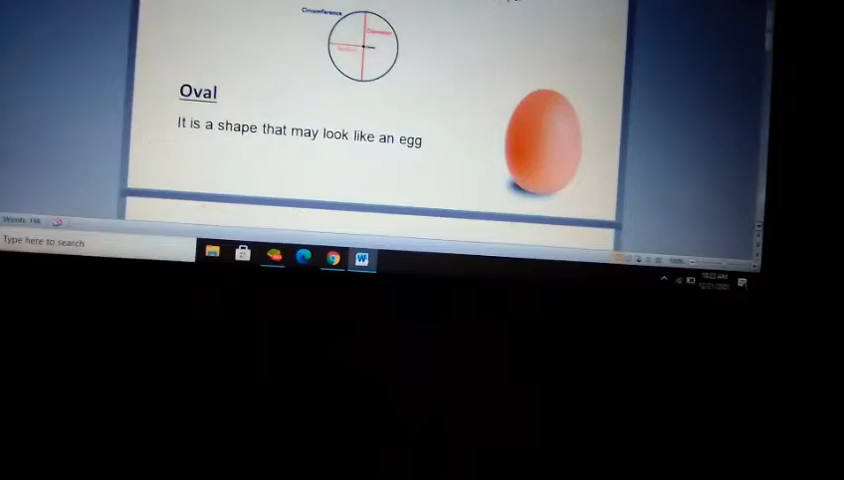 Circumference
Diameter
Oval
It is a shape that may look like an egg
Type here to search